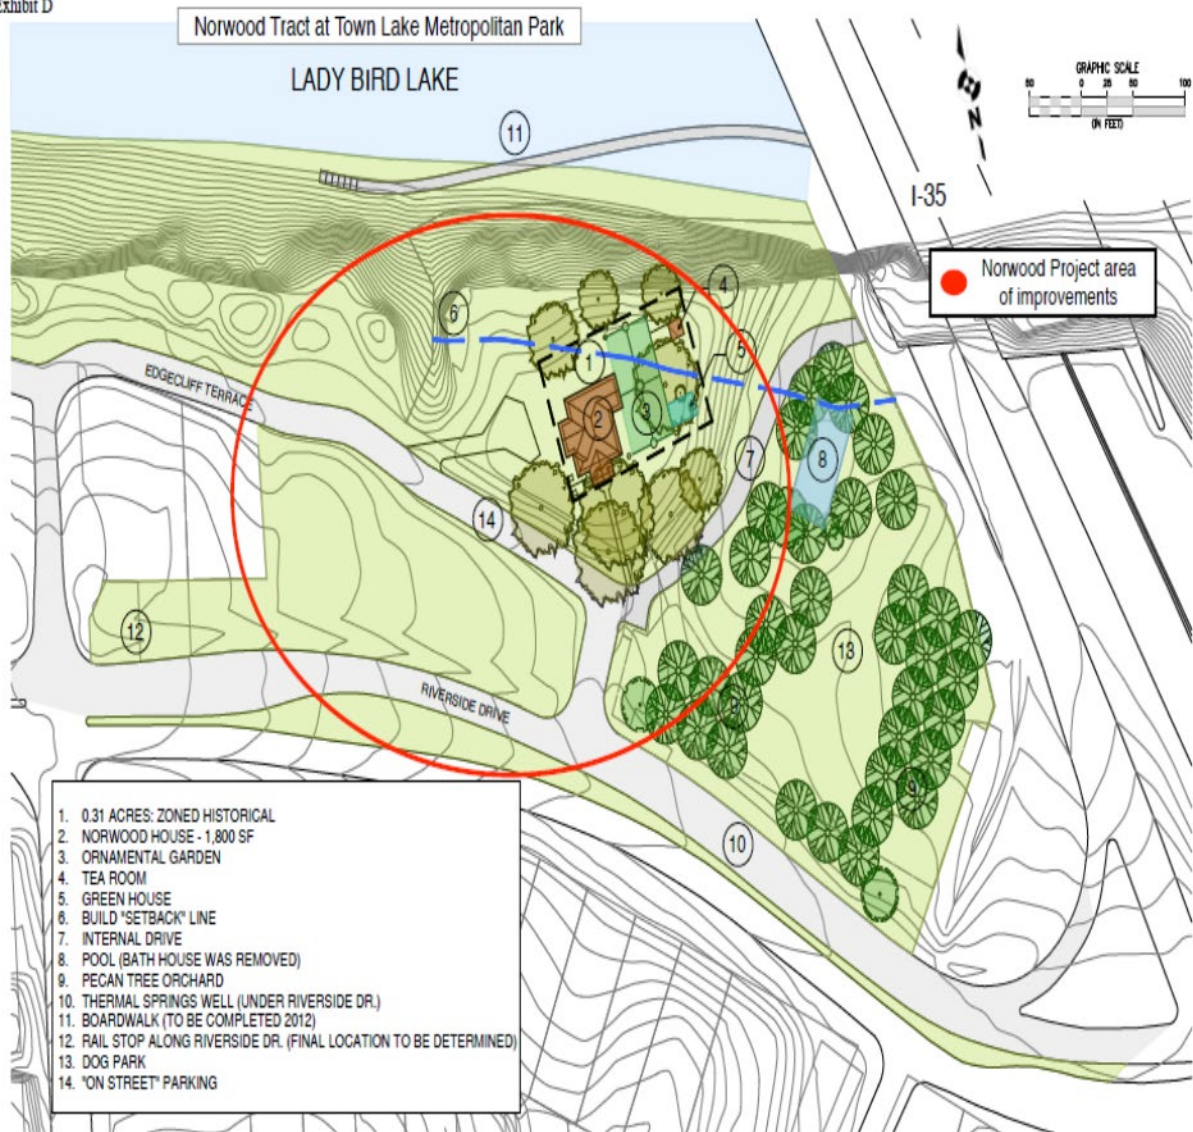 Exhibit D
Norwood Tract at Town Lake Metropolitan Park
LADY BIRD LAKE
GRAPHIC SCALE
50 0 25 50 100
(IN FEET)
N
I-35
Norwood Project area
of improvements
11
4
6
1
5
EDGECLIFF TERRACE
2
3
7
8
14
12
13
9
RIVERSIDE DRIVE
9
10
1. 0.31 ACRES: ZONED HISTORICAL
2. NORWOOD HOUSE - 1,800 SF
3. ORNAMENTAL GARDEN
4. TEA ROOM
5. GREEN HOUSE
6. BUILD "SETBACK" LINE
7. INTERNAL DRIVE
8. POOL (BATH HOUSE WAS REMOVED)
9. PECAN TREE ORCHARD
10. THERMAL SPRINGS WELL (UNDER RIVERSIDE DR.)
11. BOARDWALK (TO BE COMPLETED 2012)
12. RAIL STOP ALONG RIVERSIDE DR. (FINAL LOCATION TO BE DETERMINED)
13. DOG PARK
14. "ON STREET" PARKING